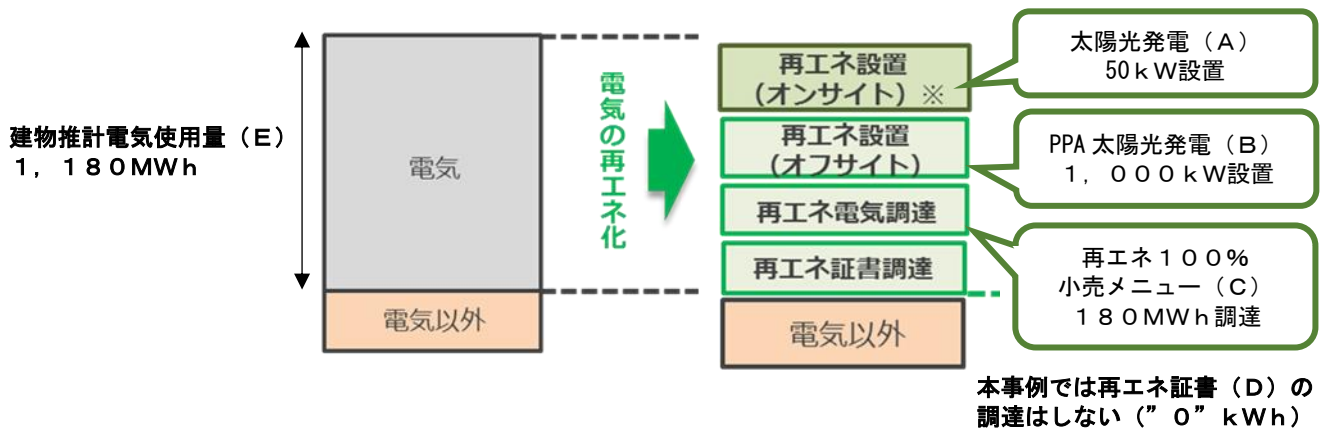 建物推計電気使用量（E）
１，１８０MWｈ
電気
電気以外
電気の再エネ化
再エネ設置
（オンサイト）※
再エネ設置
（オフサイト）
再エネ電気調達
再エネ証書調達
電気以外
太陽光発電（A）
50ｋW設置
PPA 太陽光発電（B）
１，０００ｋW設置
再エネ１００％
小売メニュー（C）
１８０MWｈ調達
本事例では再エネ証書（D）の
調達はしない（”０”ｋWｈ）